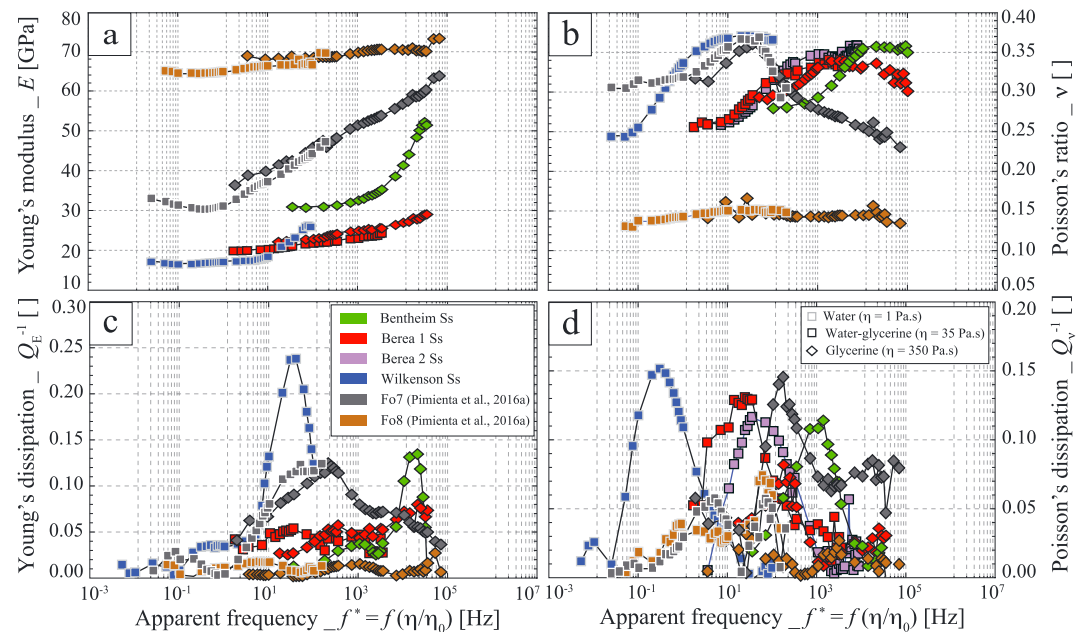 a
b
c
d
Young's modulus _ E [GPa]
80
70
60
50
40
30
20
10
0.40
0.35
0.30
0.25
0.20
0.15
0.10
0.05
Poisson's ratio _ ν [ ]
Young's dissipation _ Q_E^-1 [ ]
0.30
0.25
0.20
0.15
0.10
0.05
0.00
Bentheim Ss
Berea 1 Ss
Berea 2 Ss
Wilkenson Ss
Fo7 (Pimienta et al., 2016a)
Fo8 (Pimienta et al., 2016a)
Water (η = 1 Pa.s)
Water-glycerine (η = 35 Pa.s)
Glycerine (η = 350 Pa.s)
0.20
0.15
0.10
0.05
0.00
Poisson's dissipation _ Q_ν^-1 [ ]
10^-3 10^-1 10^1 10^3 10^5 10^7
10^-3 10^-1 10^1 10^3 10^5 10^7
Apparent frequency _ f* = f (η/η_0) [Hz]
Apparent frequency _ f* = f (η/η_0) [Hz]